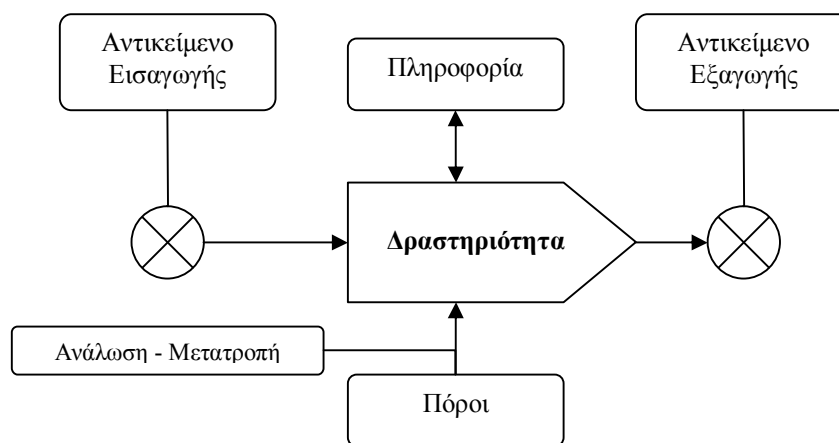 Αντικείμενο
Εισαγωγής
Πληροφορία
Αντικείμενο
Εξαγωγής
Δραστηριότητα
Ανάλωση - Μετατροπή
Πόροι